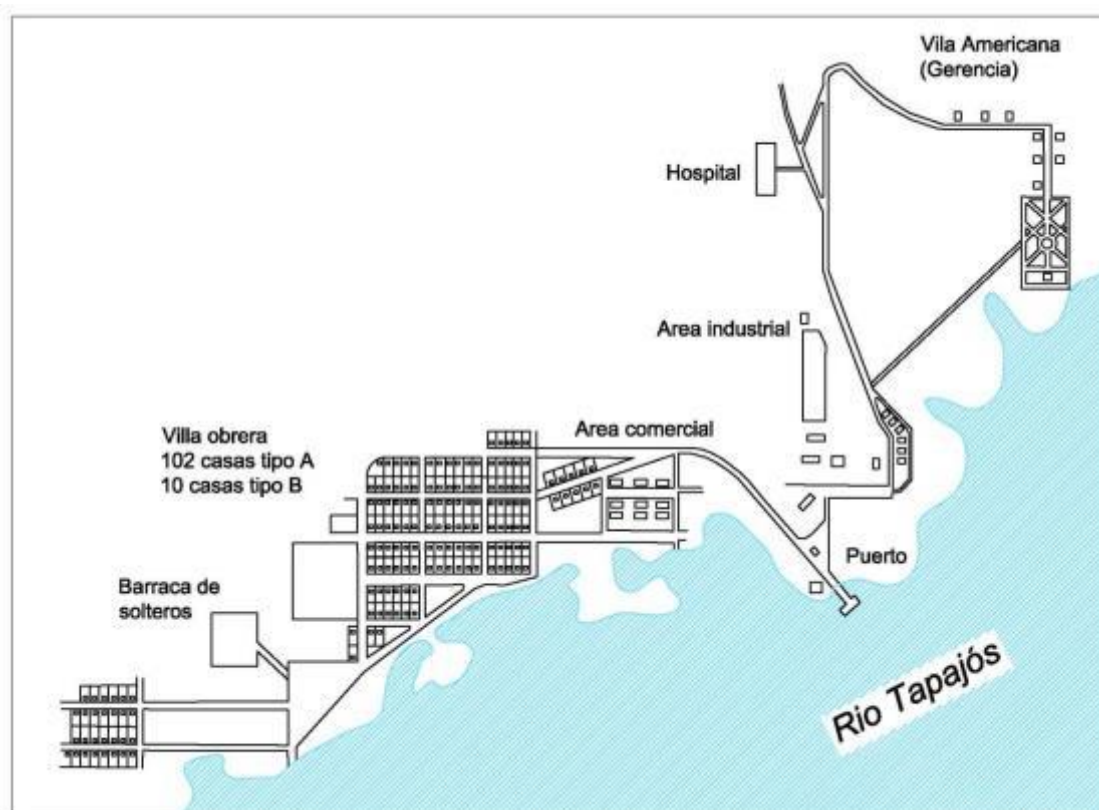 Vila Americana
(Gerencia)
Hospital
Area industrial
Area comercial
Villa obrera
102 casas tipo A
10 casas tipo B
Puerto
Barraca de
solteros
Rio Tapajós